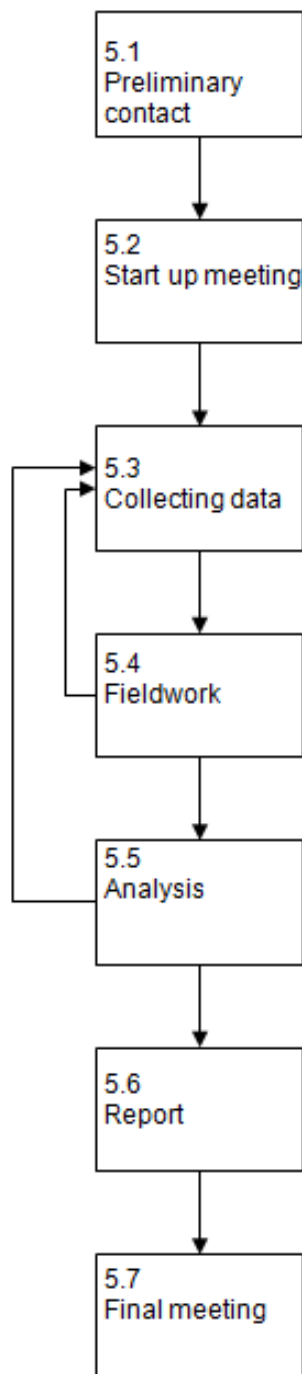 5.1
Preliminary
contact
5.2
Start up meeting
5.3
Collecting data
5.4
Fieldwork
5.5
Analysis
5.6
Report
5.7
Final meeting